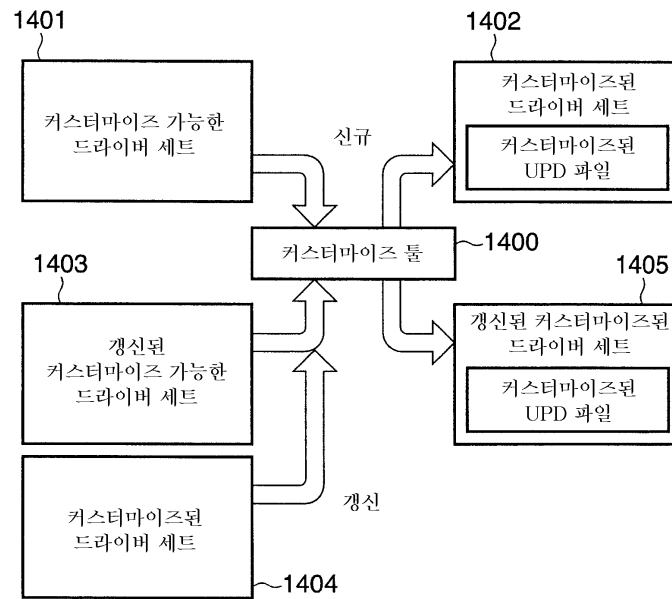 1401
커스터마이즈 가능한
드라이버 세트
신규
1402
커스터마이즈된
드라이버 세트
커스터마이즈된
UPD 파일
커스터마이즈 툴
1400
1403
갱신된
커스터마이즈 가능한
드라이버 세트
1405
갱신된 커스터마이즈된
드라이버 세트
커스터마이즈된
UPD 파일
커스터마이즈된
드라이버 세트
갱신
1404